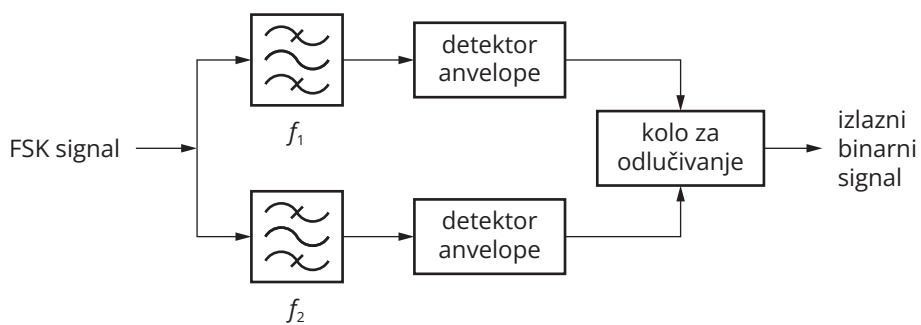 FSK signal
f1
detektor
anvelope
f2
detektor
anvelope
kolo za
odlučivanje
izlazni
binarni
signal